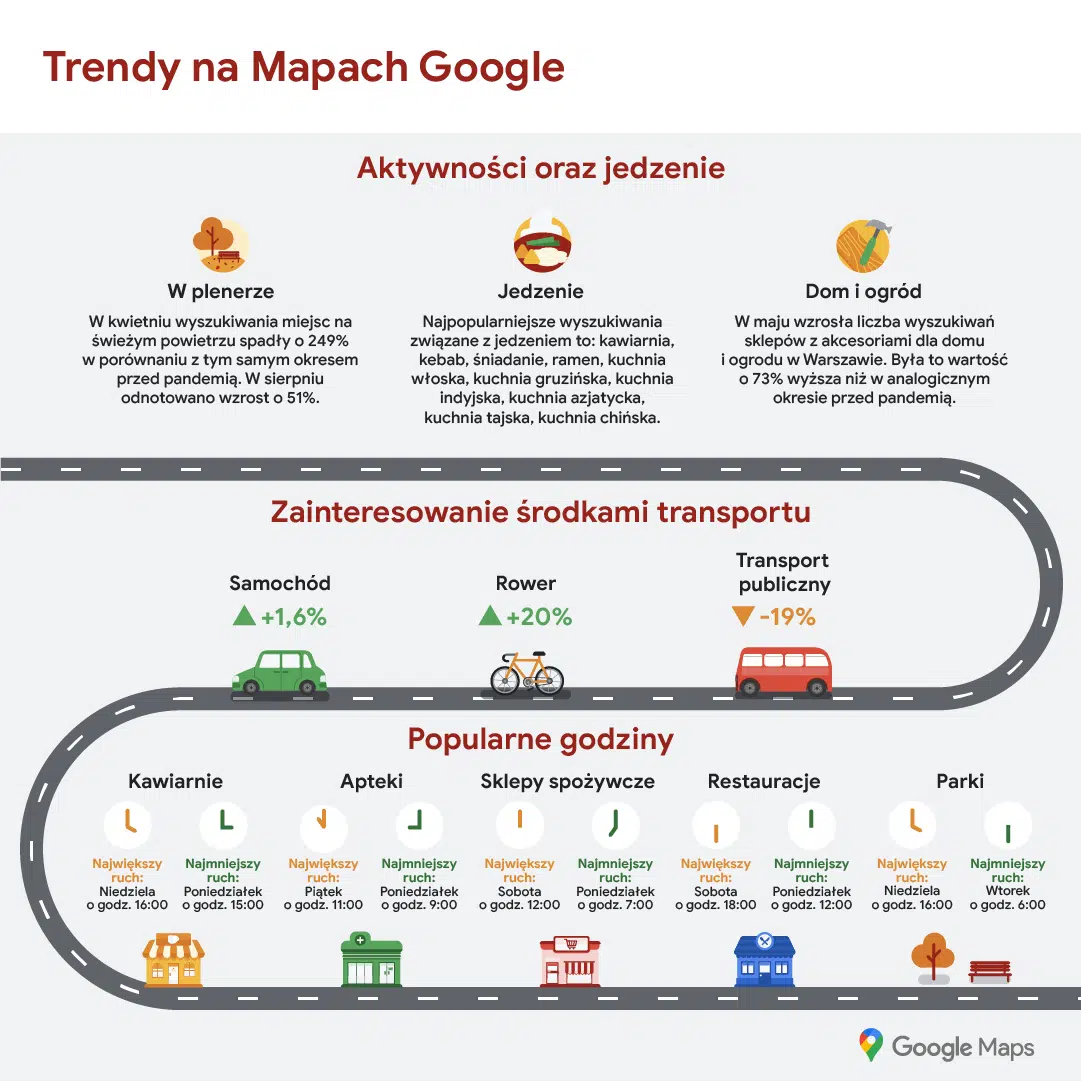 Trendy na Mapach Google
Aktywności oraz jedzenie
W plenerze
W kwietniu wyszukiwania miejsc na
świeżym powietrzu spadły o 249%
w porównaniu z tym samym okresem
przed pandemią. W sierpniu
odnotowano wzrost o 51%.
Jedzenie
Najpopularniejsze wyszukiwania
związane z jedzeniem to: kawiarnia,
kebab, śniadanie, ramen, kuchnia
włoska, kuchnia gruzińska, kuchnia
indyjska, kuchnia azjatycka,
kuchnia tajska, kuchnia chińska.
Dom i ogród
W maju wzrosła liczba wyszukiwań
sklepów z akcesoriami dla domu
i ogrodu w Warszawie. Była to wartość
o 73% wyższa niż w analogicznym
okresie przed pandemią.
Zainteresowanie środkami transportu
Samochód
+1,6%
Rower
+20%
Transport
publiczny
-19%
Popularne godziny
Kawiarnie
Największy
ruch:
Niedziela
o godz. 16:00
Najmniejszy
ruch:
Poniedziałek
o godz. 15:00
Apteki
Największy
ruch:
Piątek
o godz. 11:00
Najmniejszy
ruch:
Poniedziałek
o godz. 9:00
Sklepy spożywcze
Największy
ruch:
Sobota
o godz. 12:00
Najmniejszy
ruch:
Poniedziałek
o godz. 7:00
Restauracje
Największy
ruch:
Sobota
o godz. 18:00
Najmniejszy
ruch:
Poniedziałek
o godz. 12:00
Parki
Największy
ruch:
Niedziela
o godz. 16:00
Najmniejszy
ruch:
Wtorek
o godz. 6:00
Google Maps